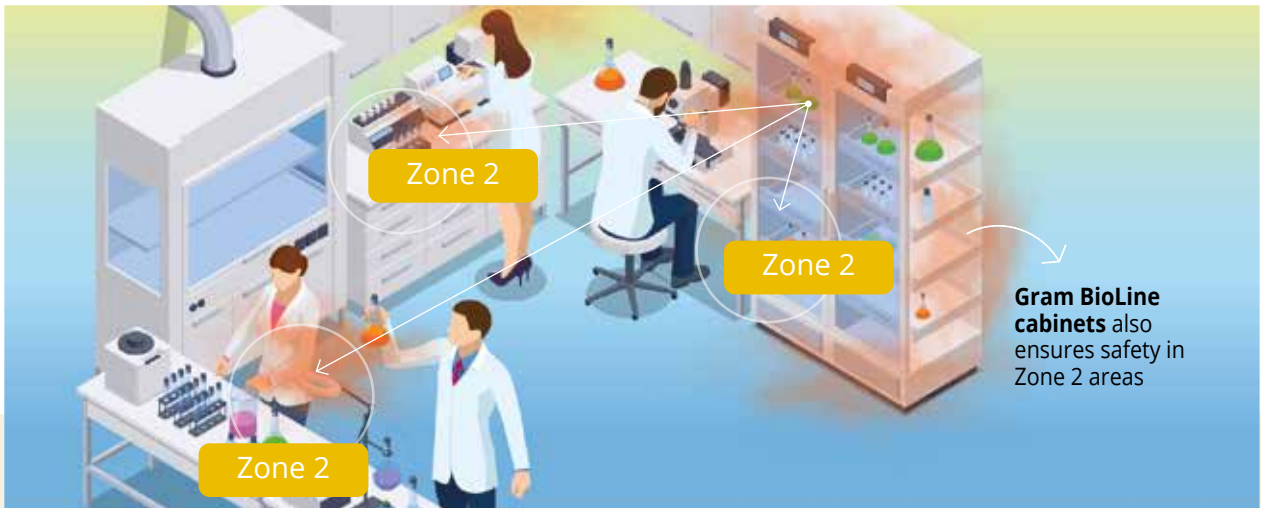 Zone 2
Zone 2
Zone 2
Gram BioLine
cabinets also
ensures safety in
Zone 2 areas